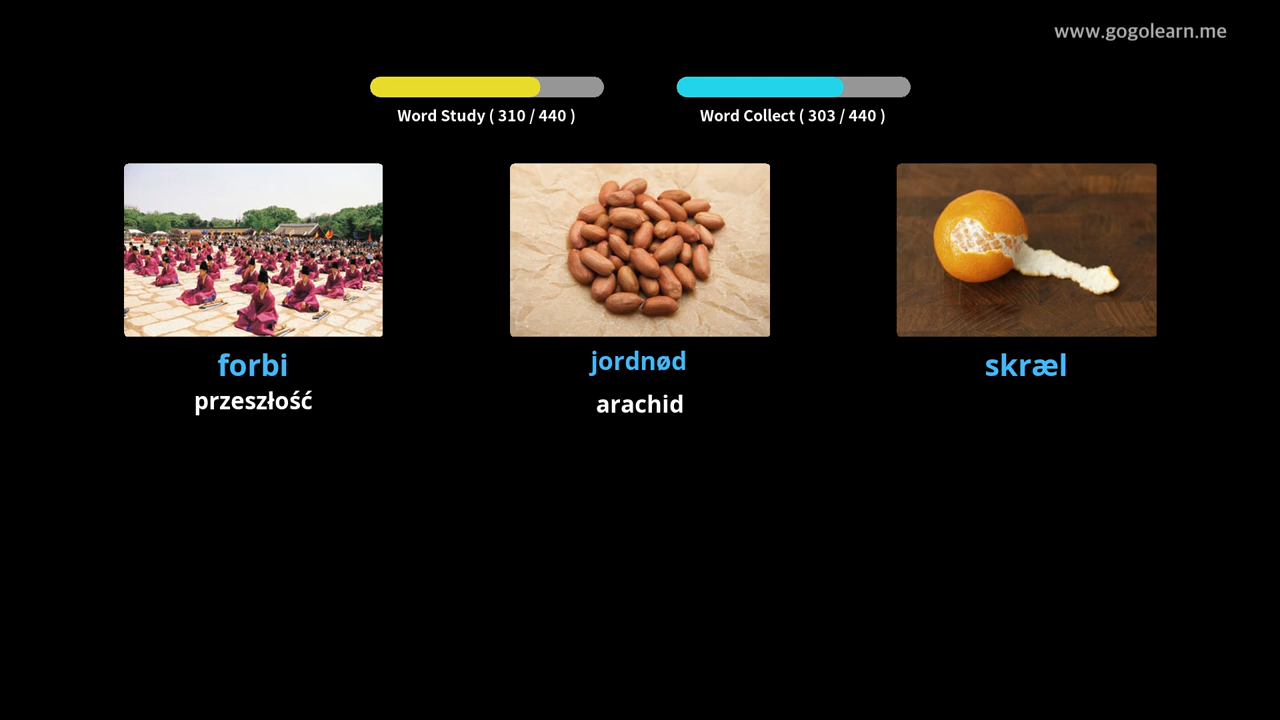 www.gogolearn.me
Word Study ( 310 / 440 )
Word Collect ( 303 / 440 )
forbi
przeszłość
jordnød
arachid
skræl